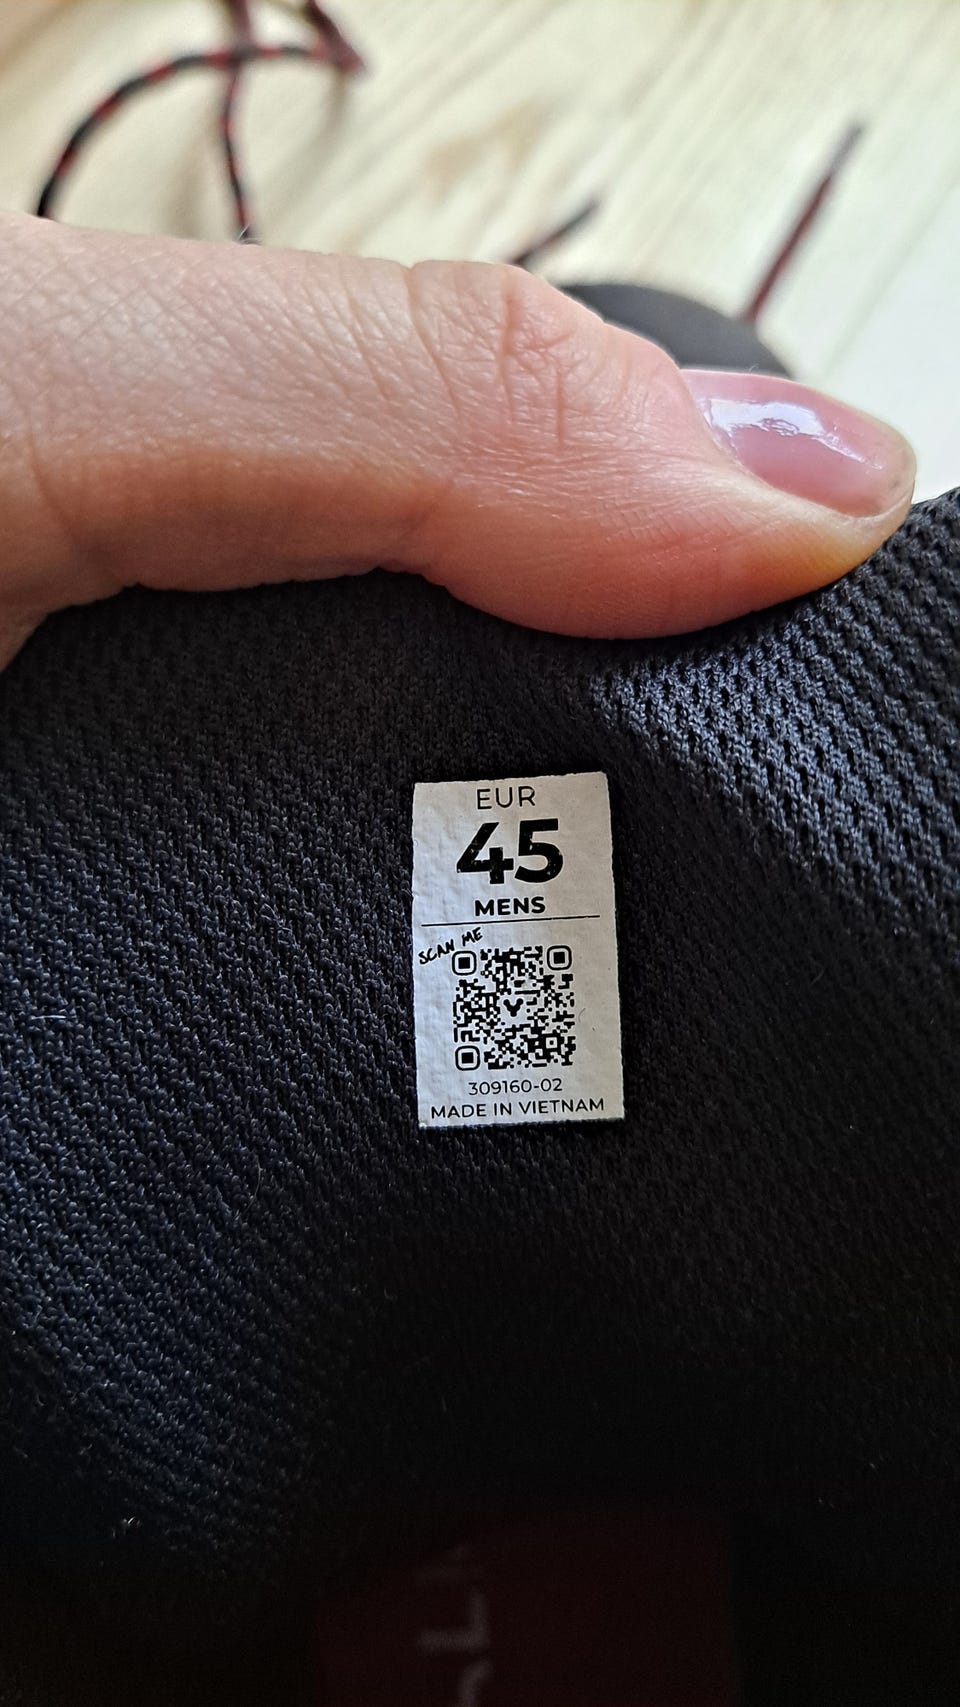 EUR
45
MENS
SCAN ME
309160-02
MADE IN VIETNAM